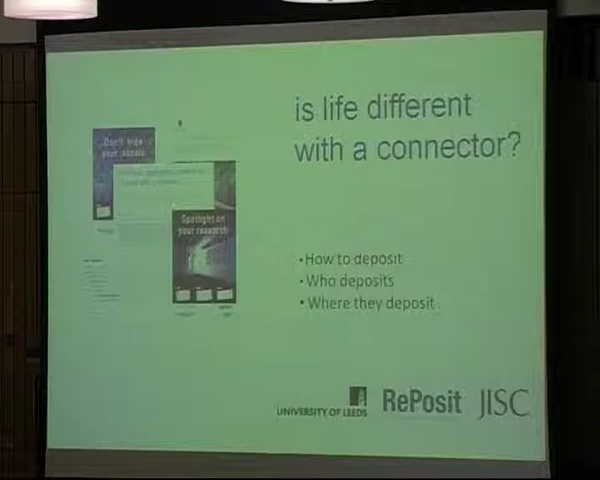 is life different
with a connector?
Don't hide
your
Spotlight on
your research
• How to deposit
• Who deposits
• Where they deposit
UNIVERSITY OF LEEDS
RePosit
JISC